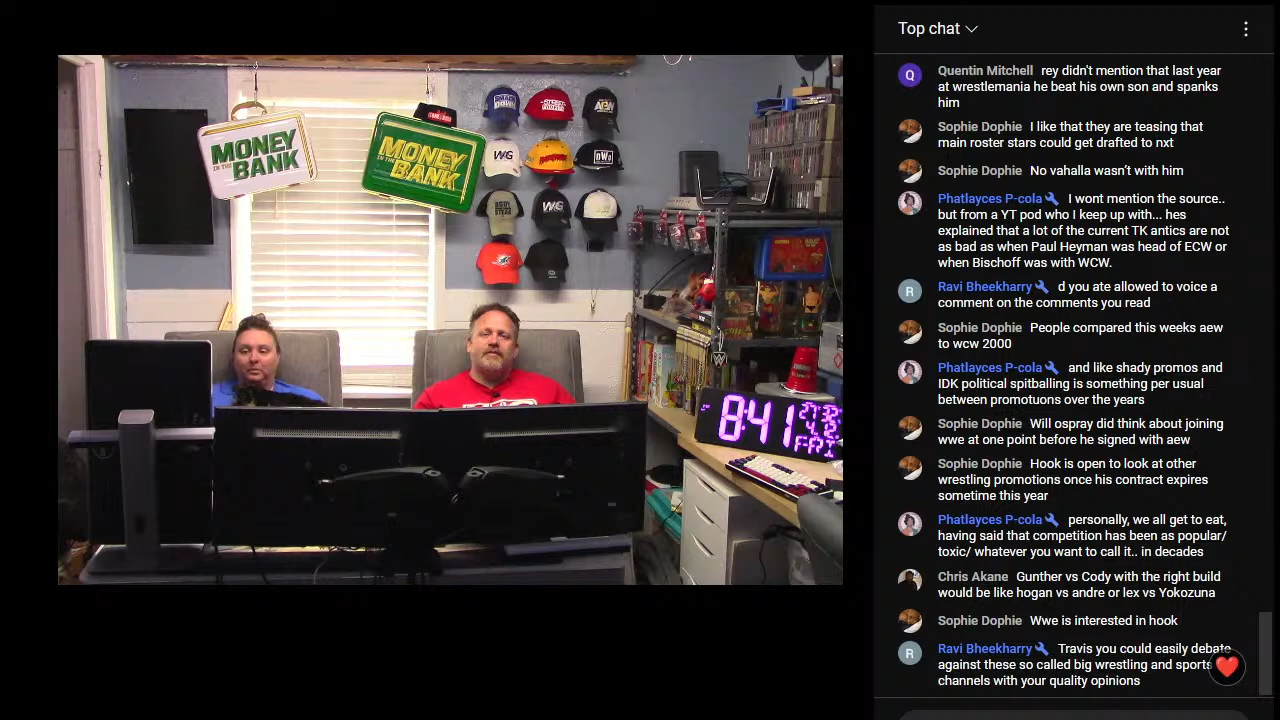 MONEY
IN THE
BANK
MONEY
IN THE
BANK
W4G
nWo
W4G
8:41
FRI
Top chat
Q
Quentin Mitchell rey didn't mention that last year
at wrestlemania he beat his own son and spanks
him
Sophie Dophie I like that they are teasing that
main roster stars could get drafted to nxt
Sophie Dophie No vahalla wasn't with him
Phatlayces P-cola I wont mention the source..
but from a YT pod who I keep up with... hes
explained that a lot of the current TK antics are not
as bad as when Paul Heyman was head of ECW or
when Bischoff was with WCW.
R
Ravi Bheekharry d you ate allowed to voice a
comment on the comments you read
Sophie Dophie People compared this weeks aew
to wcw 2000
Phatlayces P-cola and like shady promos and
IDK political spitballing is something per usual
between promotuons over the years
Sophie Dophie Will ospray did think about joining
wwe at one point before he signed with aew
Sophie Dophie Hook is open to look at other
wrestling promotions once his contract expires
sometime this year
Phatlayces P-cola personally, we all get to eat,
having said that competition has been as popular/
toxic/ whatever you want to call it.. in decades
Chris Akane Gunther vs Cody with the right build
would be like hogan vs andre or lex vs Yokozuna
Sophie Dophie Wwe is interested in hook
R
Ravi Bheekharry Travis you could easily debate
against these so called big wrestling and sports
channels with your quality opinions